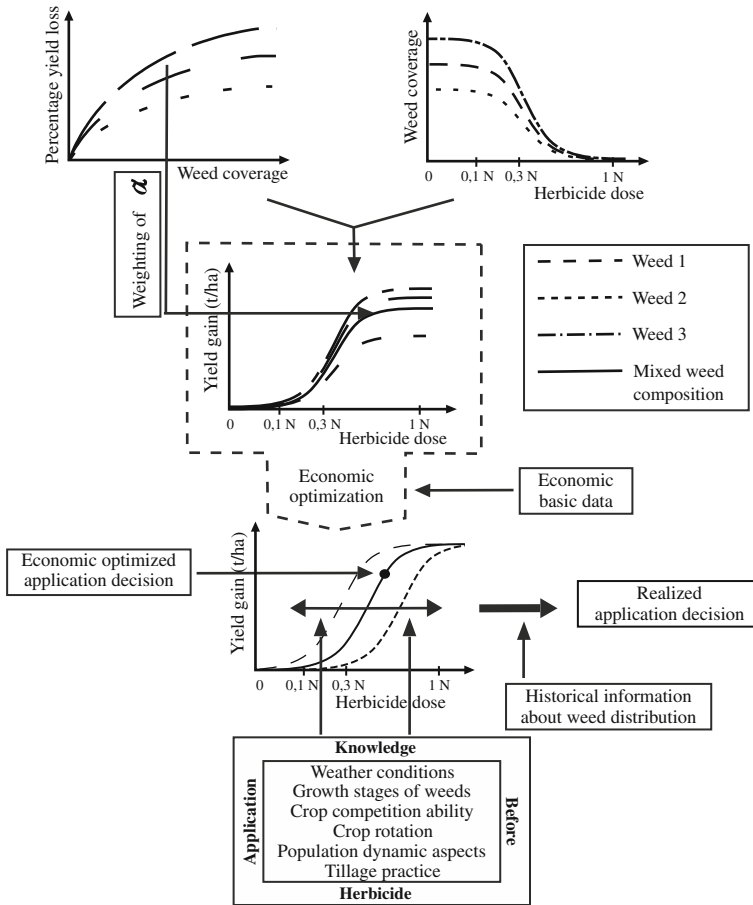 Percentage yield loss
Weed coverage
Weed coverage
0
0,1 N
0,3 N
1 N
Herbicide dose
Weighting of α
Yield gain (t/ha)
0
0,1 N
0,3 N
1 N
Herbicide dose
Weed 1
Weed 2
Weed 3
Mixed weed
composition
Economic
optimization
Economic
basic data
Economic optimized
application decision
Yield gain (t/ha)
0
0,1 N
0,3 N
1 N
Herbicide dose
Realized
application decision
Historical information
about weed distribution
Knowledge
Application
Weather conditions
Growth stages of weeds
Crop competition ability
Crop rotation
Population dynamic aspects
Tillage practice
Before
Herbicide